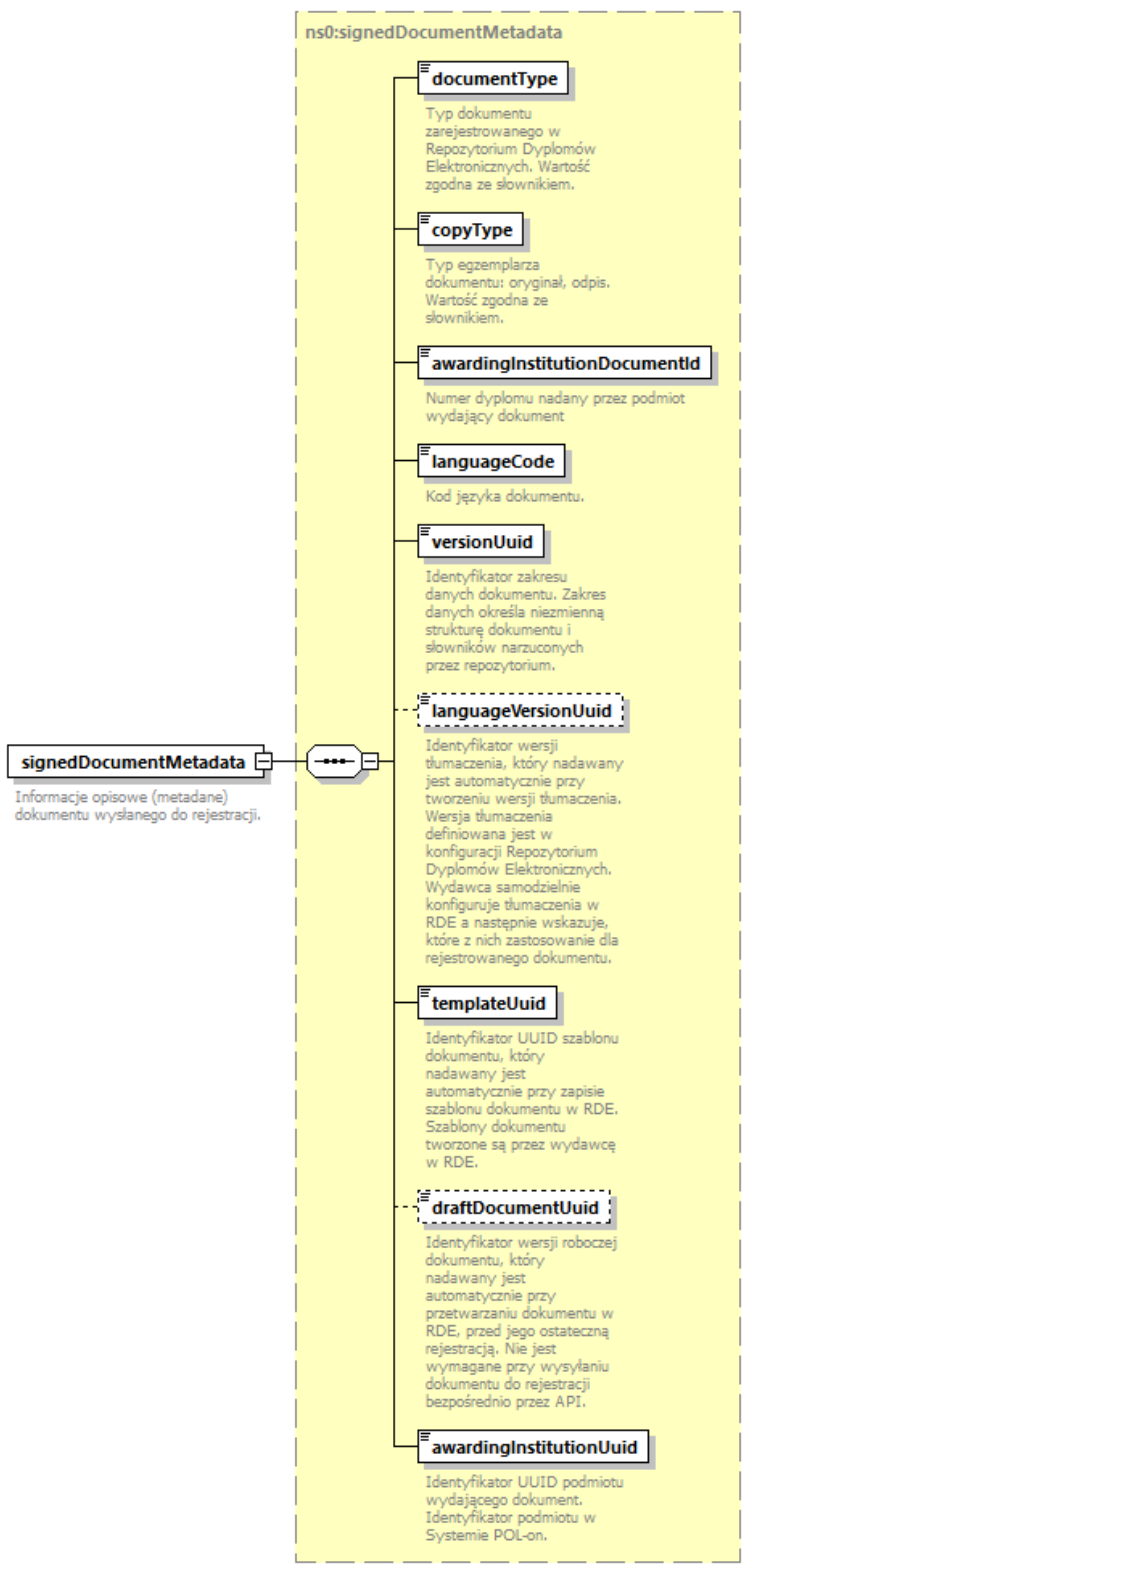 ns0:signedDocumentMetadata
documentType
Typ dokumentu
zarejestrowanego w
Repozytorium Dyplomów
Elektronicznych. Wartość
zgodna ze słownikiem.
copyType
Typ egzemplarza
dokumentu: oryginał, odpis.
Wartość zgodna ze
słownikiem.
awardingInstitutionDocumentId
Numer dyplomu nadany przez podmiot
wydający dokument
languageCode
Kod języka dokumentu.
versionUuid
Identyfikator zakresu
danych dokumentu. Zakres
danych określa niezmienną
strukturę dokumentu i
słowników narzuconych
przez repozytorium.
languageVersionUuid
Identyfikator wersji
tłumaczenia, który nadawany
jest automatycznie przy
tworzeniu wersji tłumaczenia.
Wersja tłumaczenia
definiowana jest w
konfiguracji Repozytorium
Dyplomów Elektronicznych.
Wydawca samodzielnie
konfiguruje tłumaczenia w
RDE a następnie wskazuje,
które z nich zastosowanie dla
rejestrowanego dokumentu.
signedDocumentMetadata
Informacje opisowe (metadane)
dokumentu wysłanego do rejestracji.
templateUuid
Identyfikator UUID szablonu
dokumentu, który
nadawany jest
automatycznie przy zapisie
szablonu dokumentu w RDE.
Szablony dokumentu
tworzone są przez wydawcę
w RDE.
draftDocumentUuid
Identyfikator wersji roboczej
dokumentu, który
nadawany jest
automatycznie przy
przetwarzaniu dokumentu w
RDE, przed jego ostateczną
rejestracją. Nie jest
wymagane przy wysyłaniu
dokumentu do rejestracji
bezpośrednio przez API.
awardingInstitutionUuid
Identyfikator UUID podmiotu
wydającego dokument.
Identyfikator podmiotu w
Systemie POL-on.